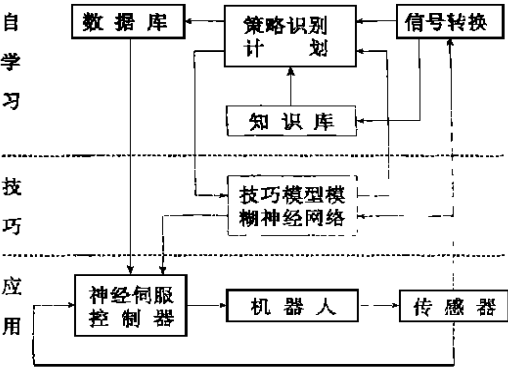 自学习
数据库
策略识别
计划
信号转换
知识库
技巧
技巧模型模
糊神经网络
应用
神经伺服
控制器
机器人
传感器